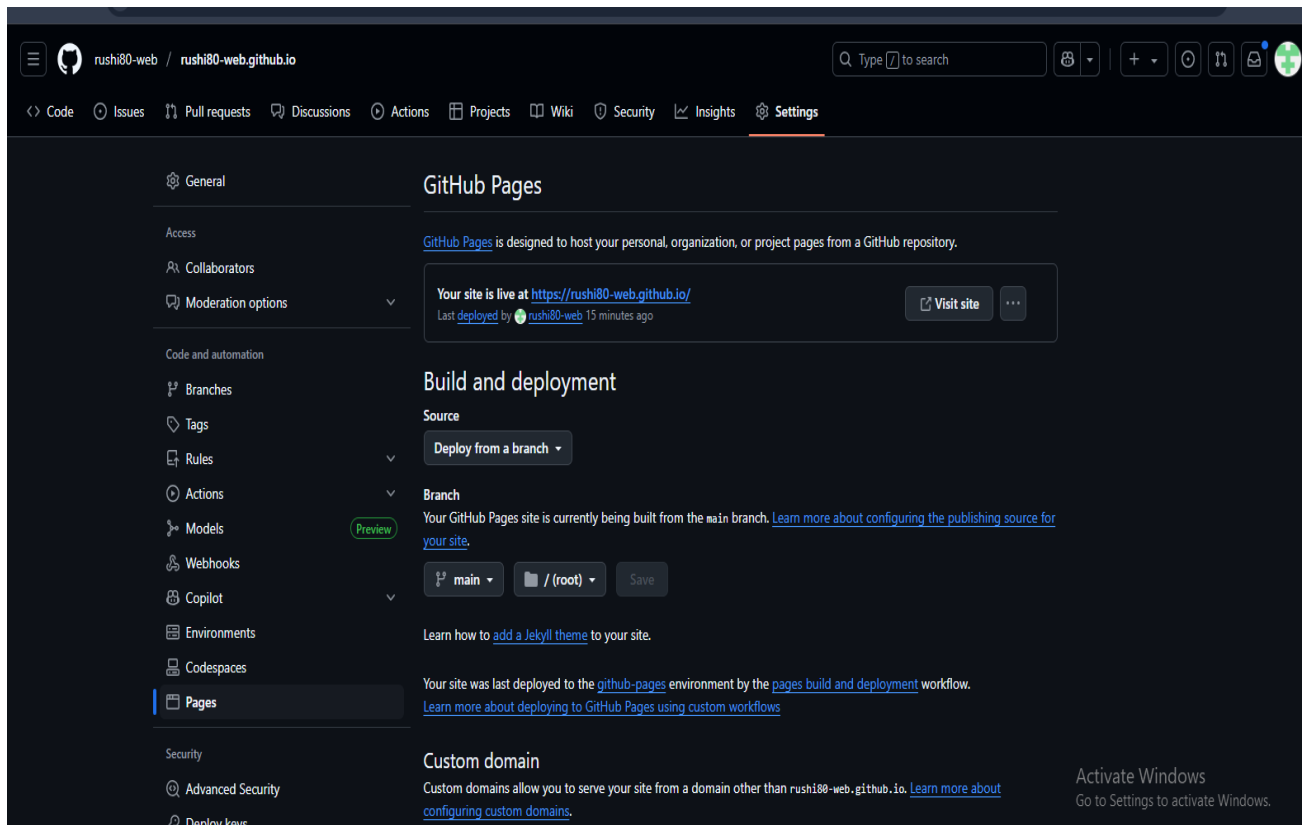 rushi80-web / rushi80-web.github.io
Type / to search
Code Issues Pull requests Discussions Actions Projects Wiki Security Insights Settings
General
Access
Collaborators
Moderation options
Code and automation
Branches
Tags
Rules
Actions
Models Preview
Webhooks
Copilot
Environments
Codespaces
Pages
Security
Advanced Security
Deploy keys
GitHub Pages
GitHub Pages is designed to host your personal, organization, or project pages from a GitHub repository.
Your site is live at https://rushi80-web.github.io/
Last deployed by rushi80-web 15 minutes ago
Visit site
Build and deployment
Source
Deploy from a branch
Branch
Your GitHub Pages site is currently being built from the main branch. Learn more about configuring the publishing source for
your site.
main / (root) Save
Learn how to add a Jekyll theme to your site.
Your site was last deployed to the github-pages environment by the pages build and deployment workflow.
Learn more about deploying to GitHub Pages using custom workflows
Custom domain
Custom domains allow you to serve your site from a domain other than rushi80-web.github.io. Learn more about
configuring custom domains.
Activate Windows
Go to Settings to activate Windows.